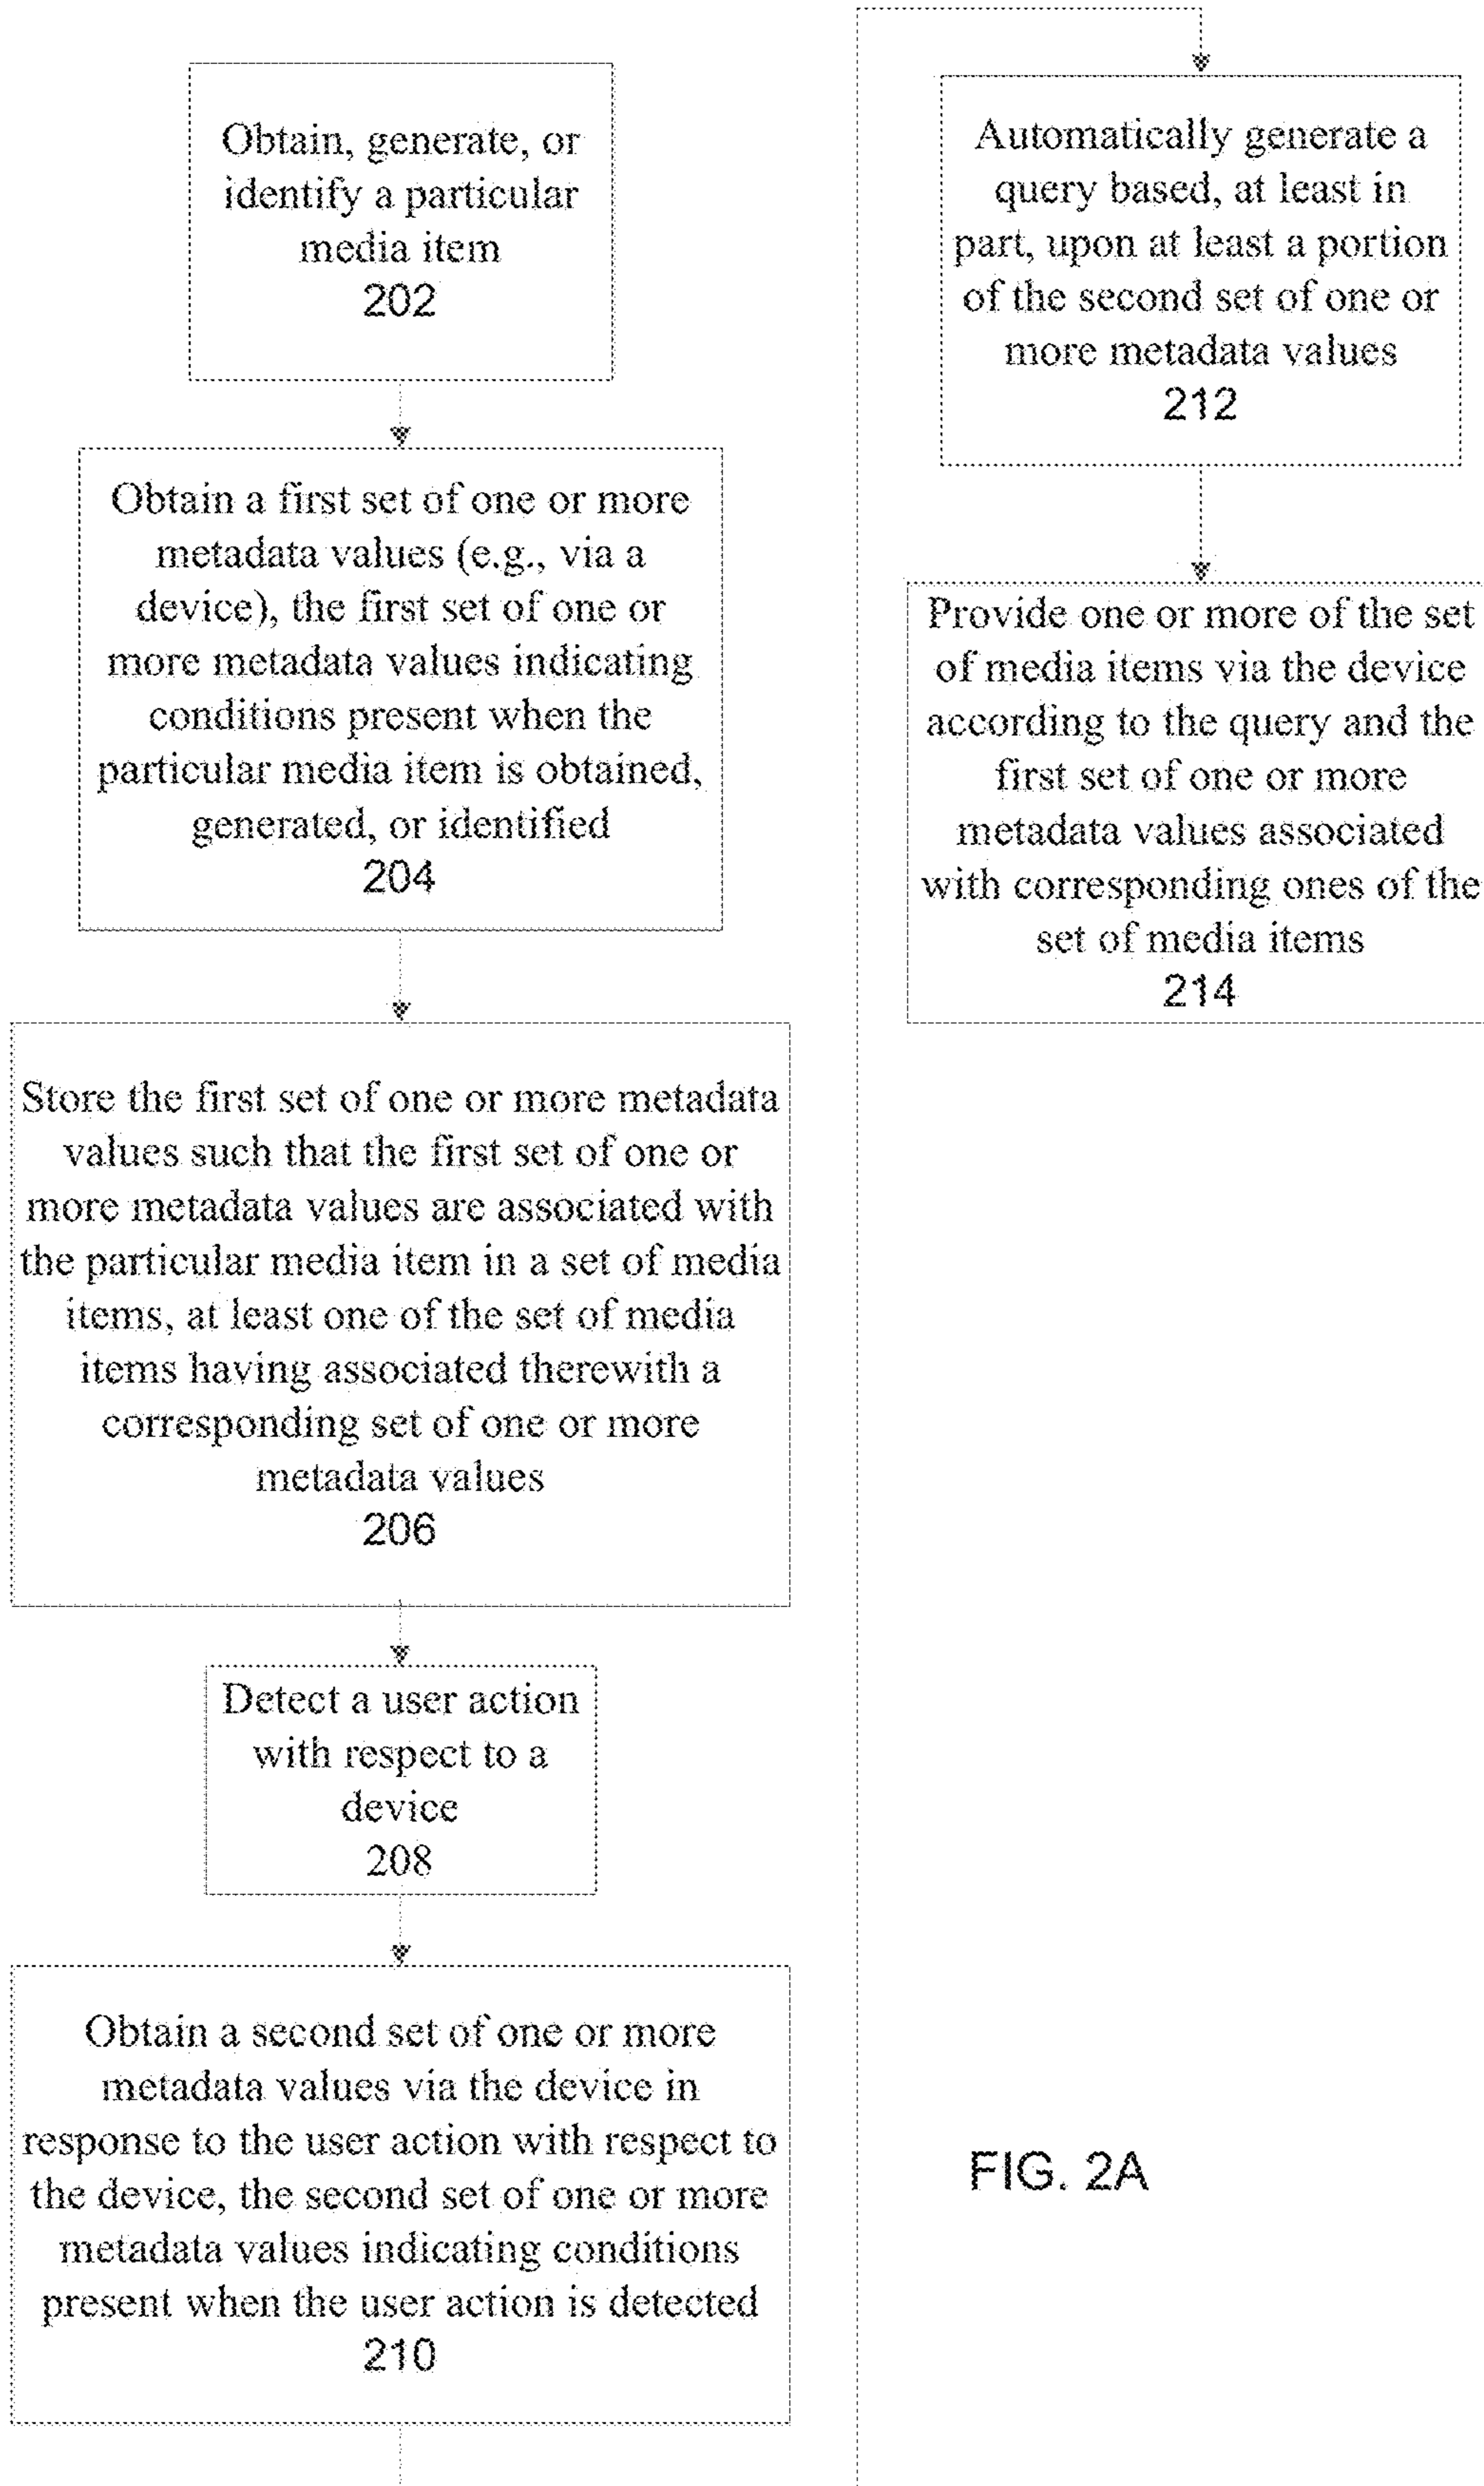 Obtain, generate, or
identify a particular
media item
202
Obtain a first set of one or more
metadata values (e.g., via a
device), the first set of one or
more metadata values indicating
conditions present when the
particular media item is obtained,
generated, or identified
204
Store the first set of one or more metadata
values such that the first set of one or
more metadata values are associated with
the particular media item in a set of media
items, at least one of the set of media
items having associated therewith a
corresponding set of one or more
metadata values
206
Detect a user action
with respect to a
device
208
Obtain a second set of one or more
metadata values via the device in
response to the user action with respect to
the device, the second set of one or more
metadata values indicating conditions
present when the user action is detected
210
Automatically generate a
query based, at least in
part, upon at least a portion
of the second set of one or
more metadata values
212
Provide one or more of the set
of media items via the device
according to the query and the
first set of one or more
metadata values associated
with corresponding ones of the
set of media items
214
FIG. 2A